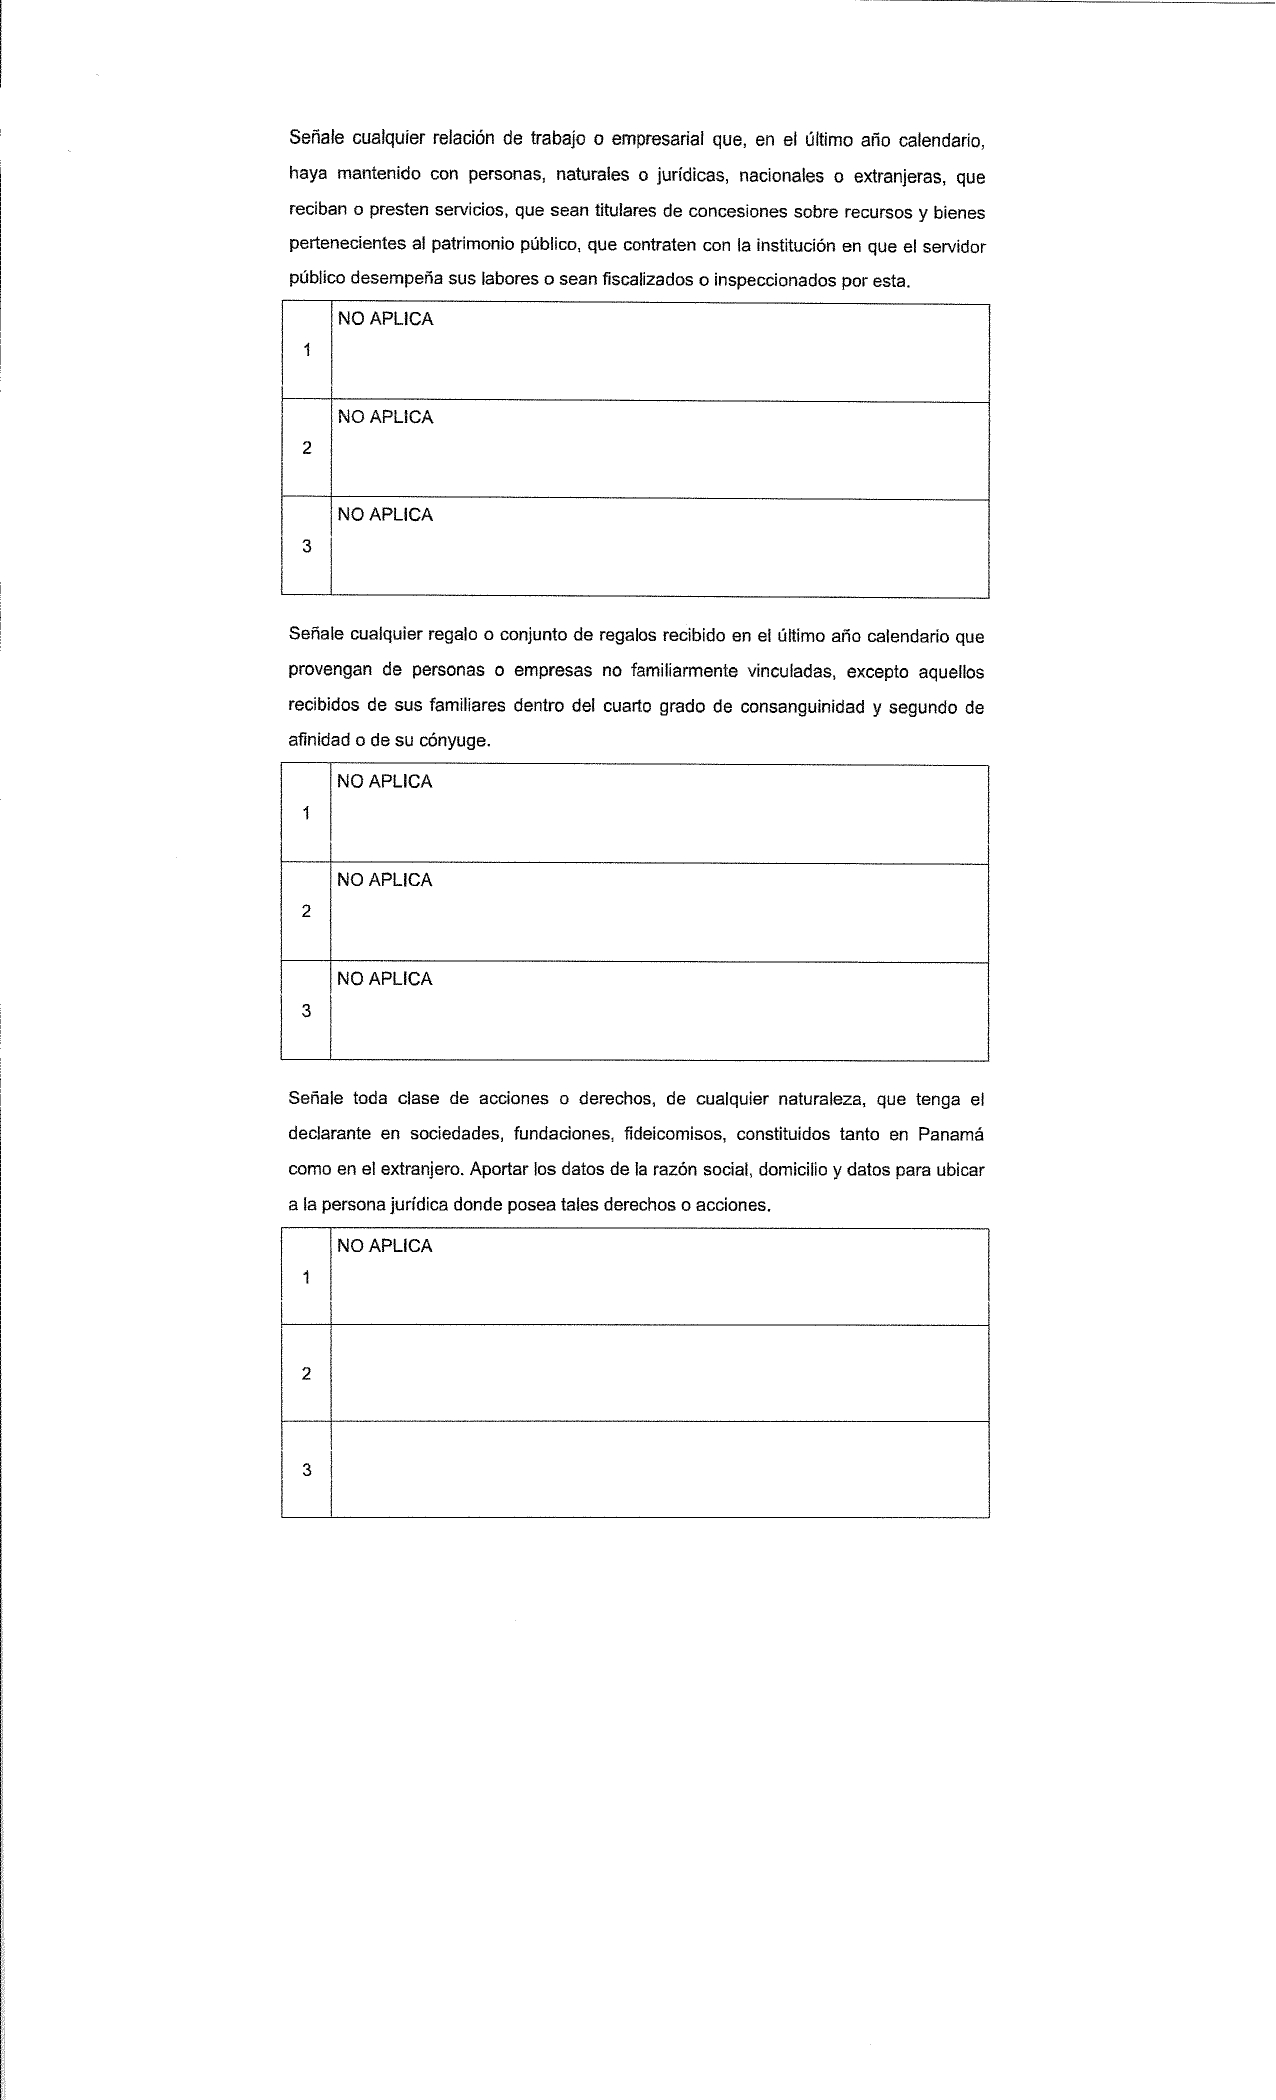 Señale cualquier relación de trabajo o empresarial que, en el último año calendario,
haya mantenido con personas, naturales o jurídicas, nacionales o extranjeras, que
reciban o presten servicios, que sean titulares de concesiones sobre recursos y bienes
pertenecientes al patrimonio público, que contraten con la institución en que el servidor
público desempeña sus labores o sean fiscalizados o inspeccionados por esta.
NO APLICA
1
NO APLICA
2
NO APLICA
3
Señale cualquier regalo o conjunto de regalos recibido en el último año calendario que
provengan de personas o empresas no familiarmente vinculadas, excepto aquellos
recibidos de sus familiares dentro del cuarto grado de consanguinidad y segundo de
afinidad o de su cónyuge.
NO APLICA
1
NO APLICA
2
NO APLICA
3
Señale toda clase de acciones o derechos, de cualquier naturaleza, que tenga el
declarante en sociedades, fundaciones, fideicomisos, constituidos tanto en Panamá
como en el extranjero. Aportar los datos de la razón social, domicilio y datos para ubicar
a la persona jurídica donde posea tales derechos o acciones.
NO APLICA
1
2
3